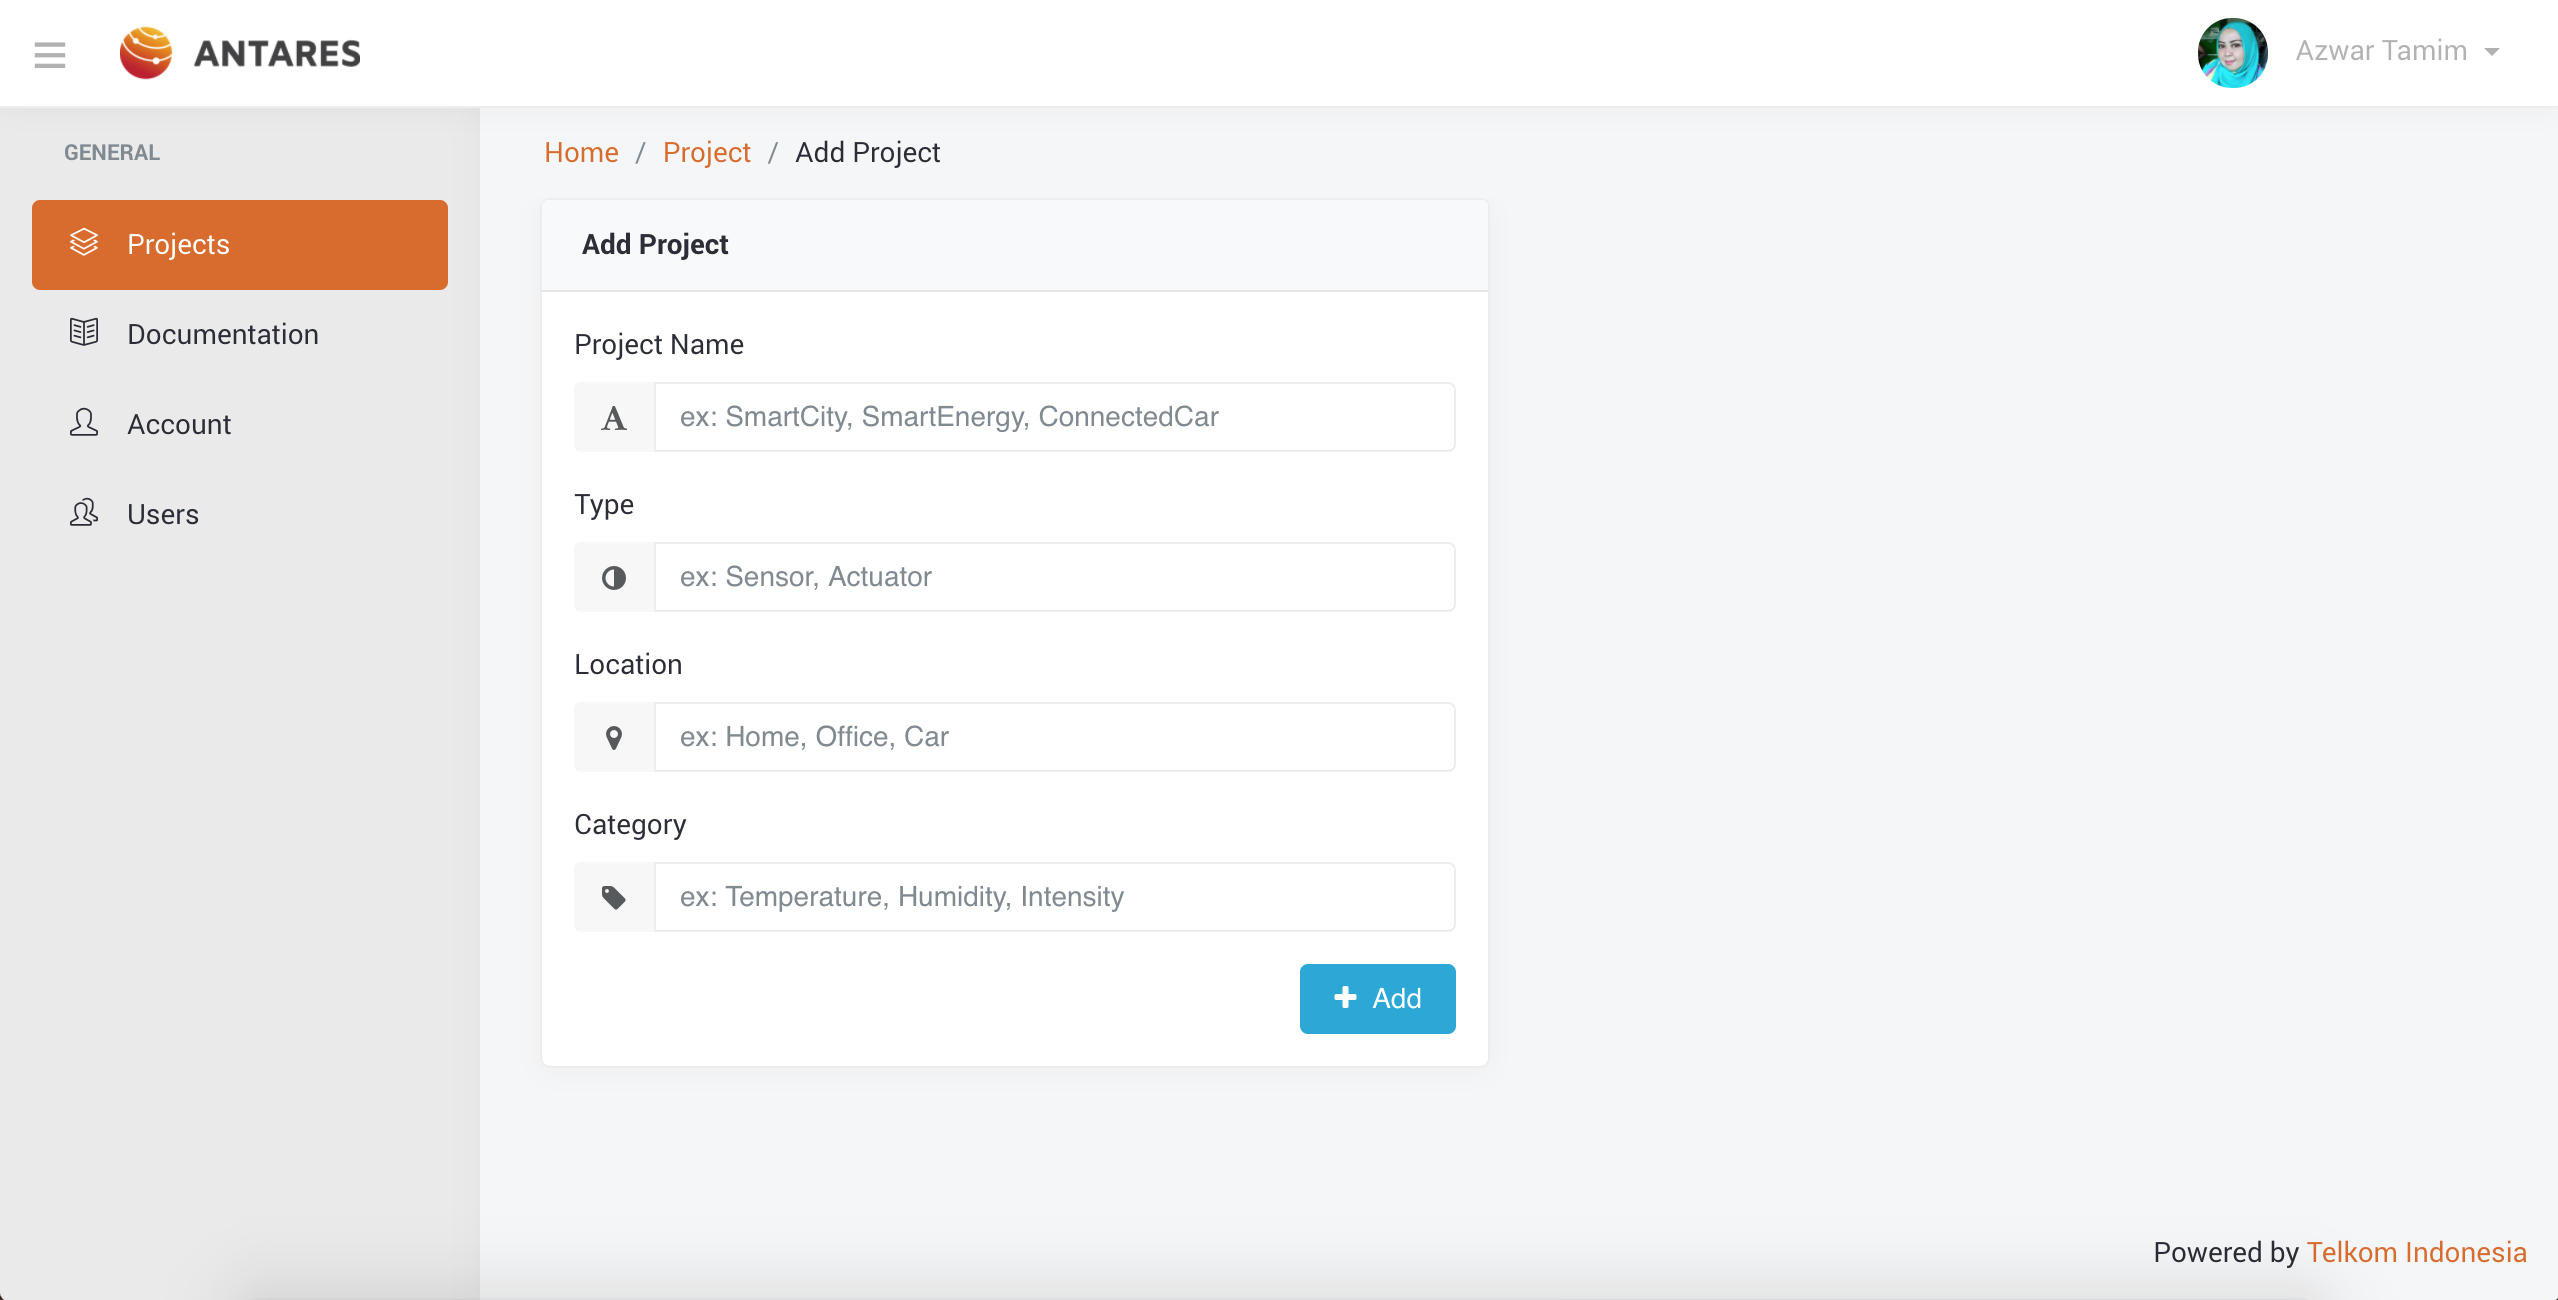 ANTARES
Azwar Tamim
GENERAL
Projects
Documentation
Account
Users
Home / Project / Add Project
Add Project
Project Name
ex: SmartCity, SmartEnergy, ConnectedCar
Type
ex: Sensor, Actuator
Location
ex: Home, Office, Car
Category
ex: Temperature, Humidity, Intensity
Add
Powered by Telkom Indonesia